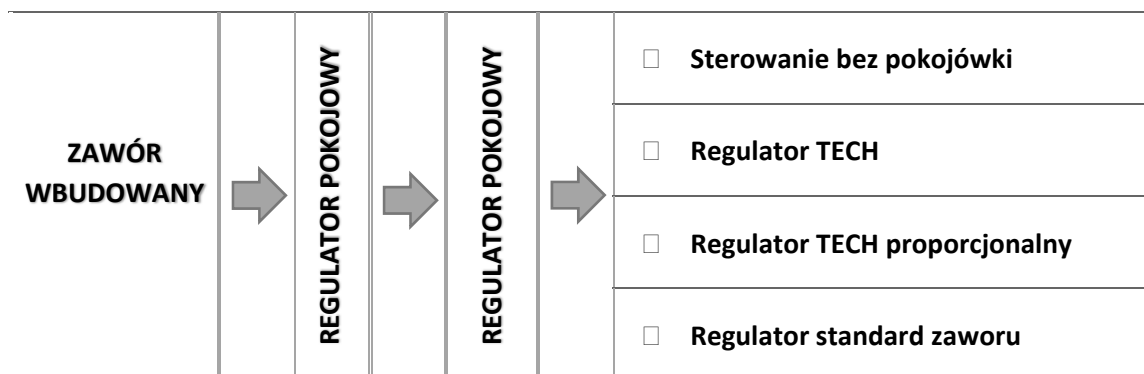 ZAWÓR
WBUDOWANY
REGULATOR POKOJOWY
REGULATOR POKOJOWY
Sterowanie bez pokojówki
Regulator TECH
Regulator TECH proporcjonalny
Regulator standard zaworu